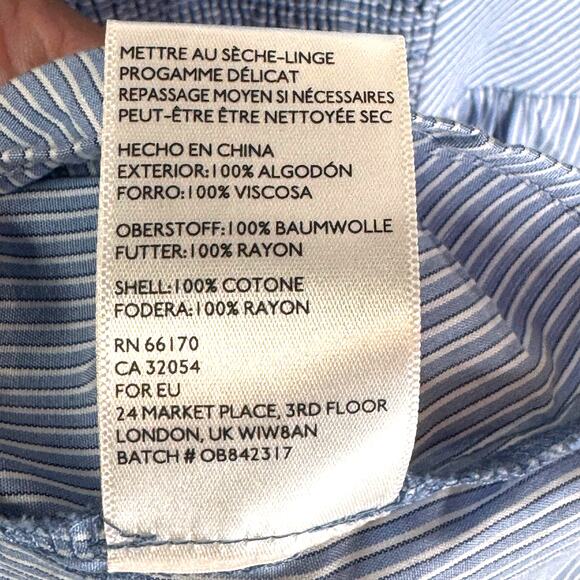 METTRE AU SÈCHE-LINGE
PROGAMME DÉLICAT
REPASSAGE MOYEN SI NÉCESSAIRES
PEUT-ÊTRE ÊTRE NETTOYÉE SEC
HECHO EN CHINA
EXTERIOR:100% ALGODÓN
FORRO:100% VISCOSA
OBERSTOFF:100% BAUMWOLLE
FUTTER:100% RAYON
SHELL:100% COTONE
FODERA:100% RAYON
RN 66170
CA 32054
FOR EU
24 MARKET PLACE, 3RD FLOOR
LONDON, UK WIW8AN
BATCH # OB842317